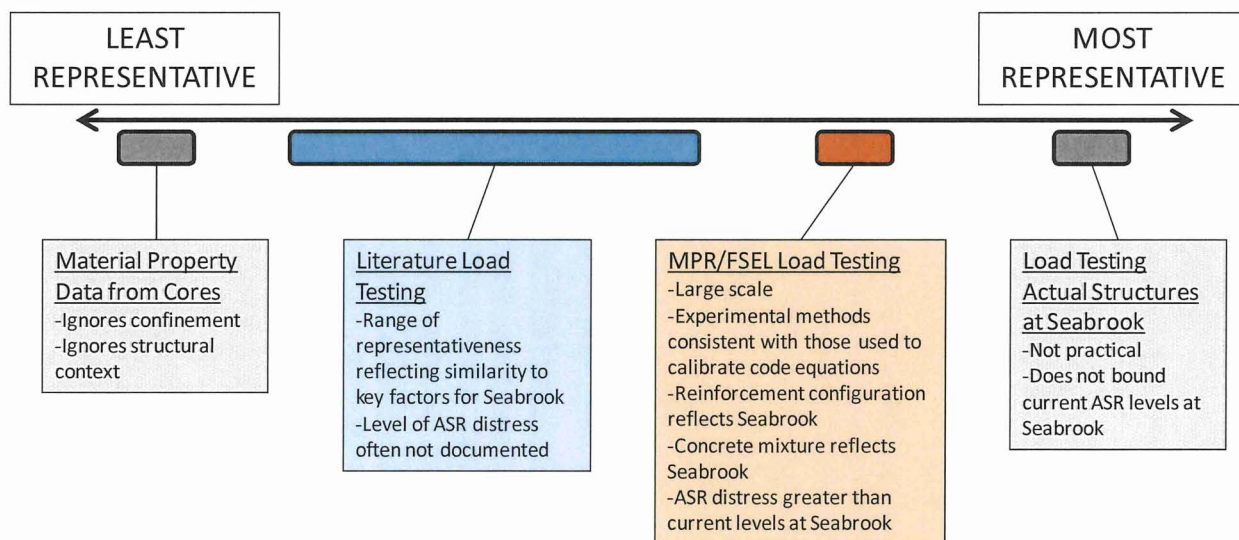 LEAST
REPRESENTATIVE
MOST
REPRESENTATIVE
Material Property
Data from Cores
-Ignores confinement
-Ignores structural
context
Literature Load
Testing
-Range of
representativeness
reflecting similarity to
key factors for Seabrook
-Level of ASR distress
often not documented
MPR/FSEL Load Testing
-Large scale
-Experimental methods
consistent with those used to
calibrate code equations
-Reinforcement configuration
reflects Seabrook
-Concrete mixture reflects
Seabrook
-ASR distress greater than
current levels at Seabrook
Load Testing
Actual Structures
at Seabrook
-Not practical
-Does not bound
current ASR levels at
Seabrook